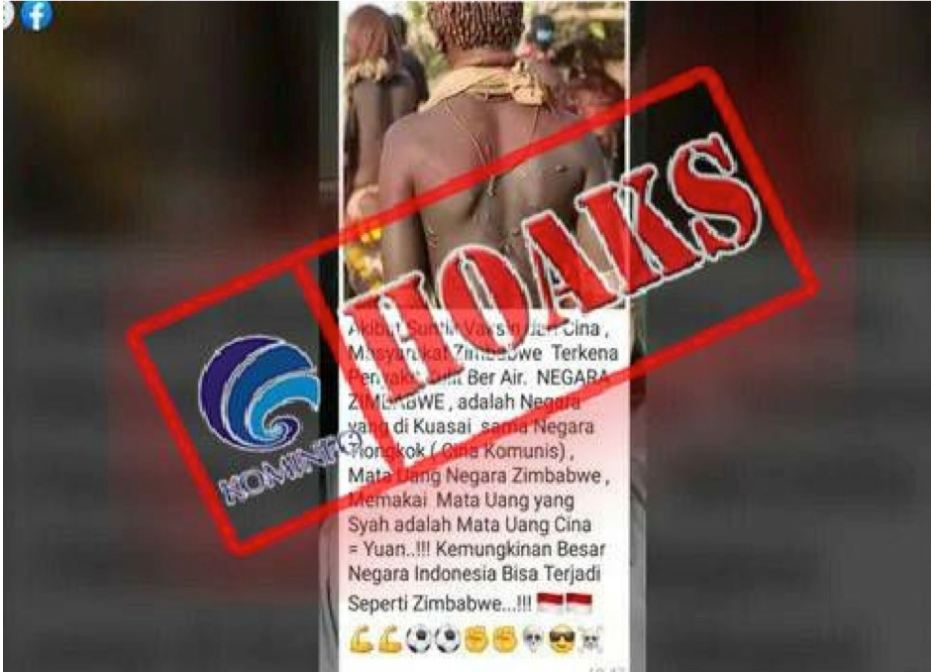 HOAKS
KOMINFO
Akibat Suntik Vaksin dari Cina ,
Masyarakat Zimbabwe Terkena
Penyakit Kulit Ber Air. NEGARA
ZIMBABWE , adalah Negara
yang di Kuasai sama Negara
Tiongkok ( Cina Komunis) ,
Mata Uang Negara Zimbabwe ,
Memakai Mata Uang yang
Syah adalah Mata Uang Cina
= Yuan..!!! Kemungkinan Besar
Negara Indonesia Bisa Terjadi
Seperti Zimbabwe...!!! 🇮🇩🇮🇩
💪💪⚽⚽✊✊💀😎☠